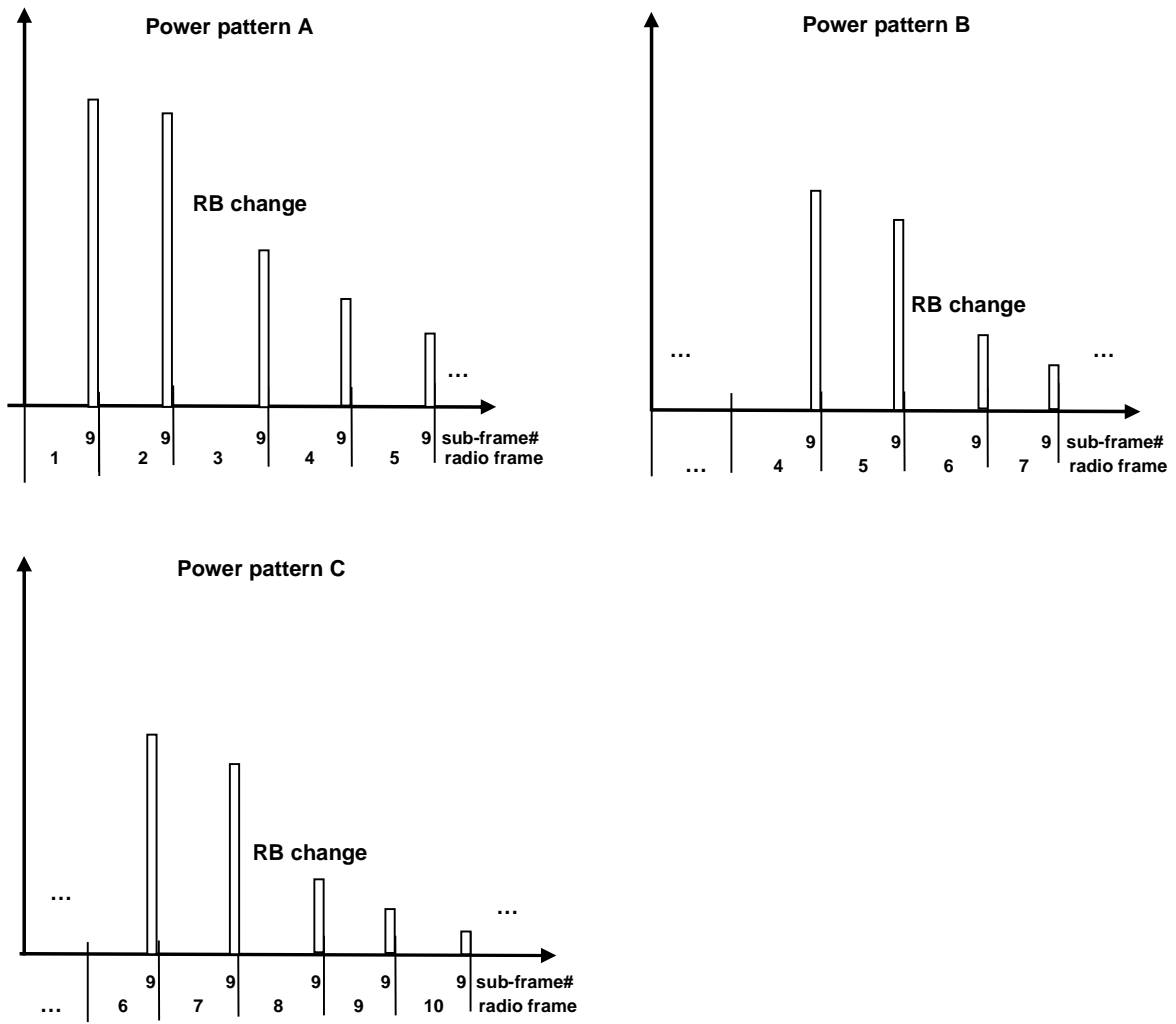 Power pattern A
RB change
...
9 9 9 9 9 sub-frame#
1 2 3 4 5 radio frame
Power pattern B
RB change
... ...
9 9 9 9 sub-frame#
... 4 5 6 7 radio frame
Power pattern C
RB change
... ...
9 9 9 9 9 sub-frame#
... 6 7 8 9 10 radio frame